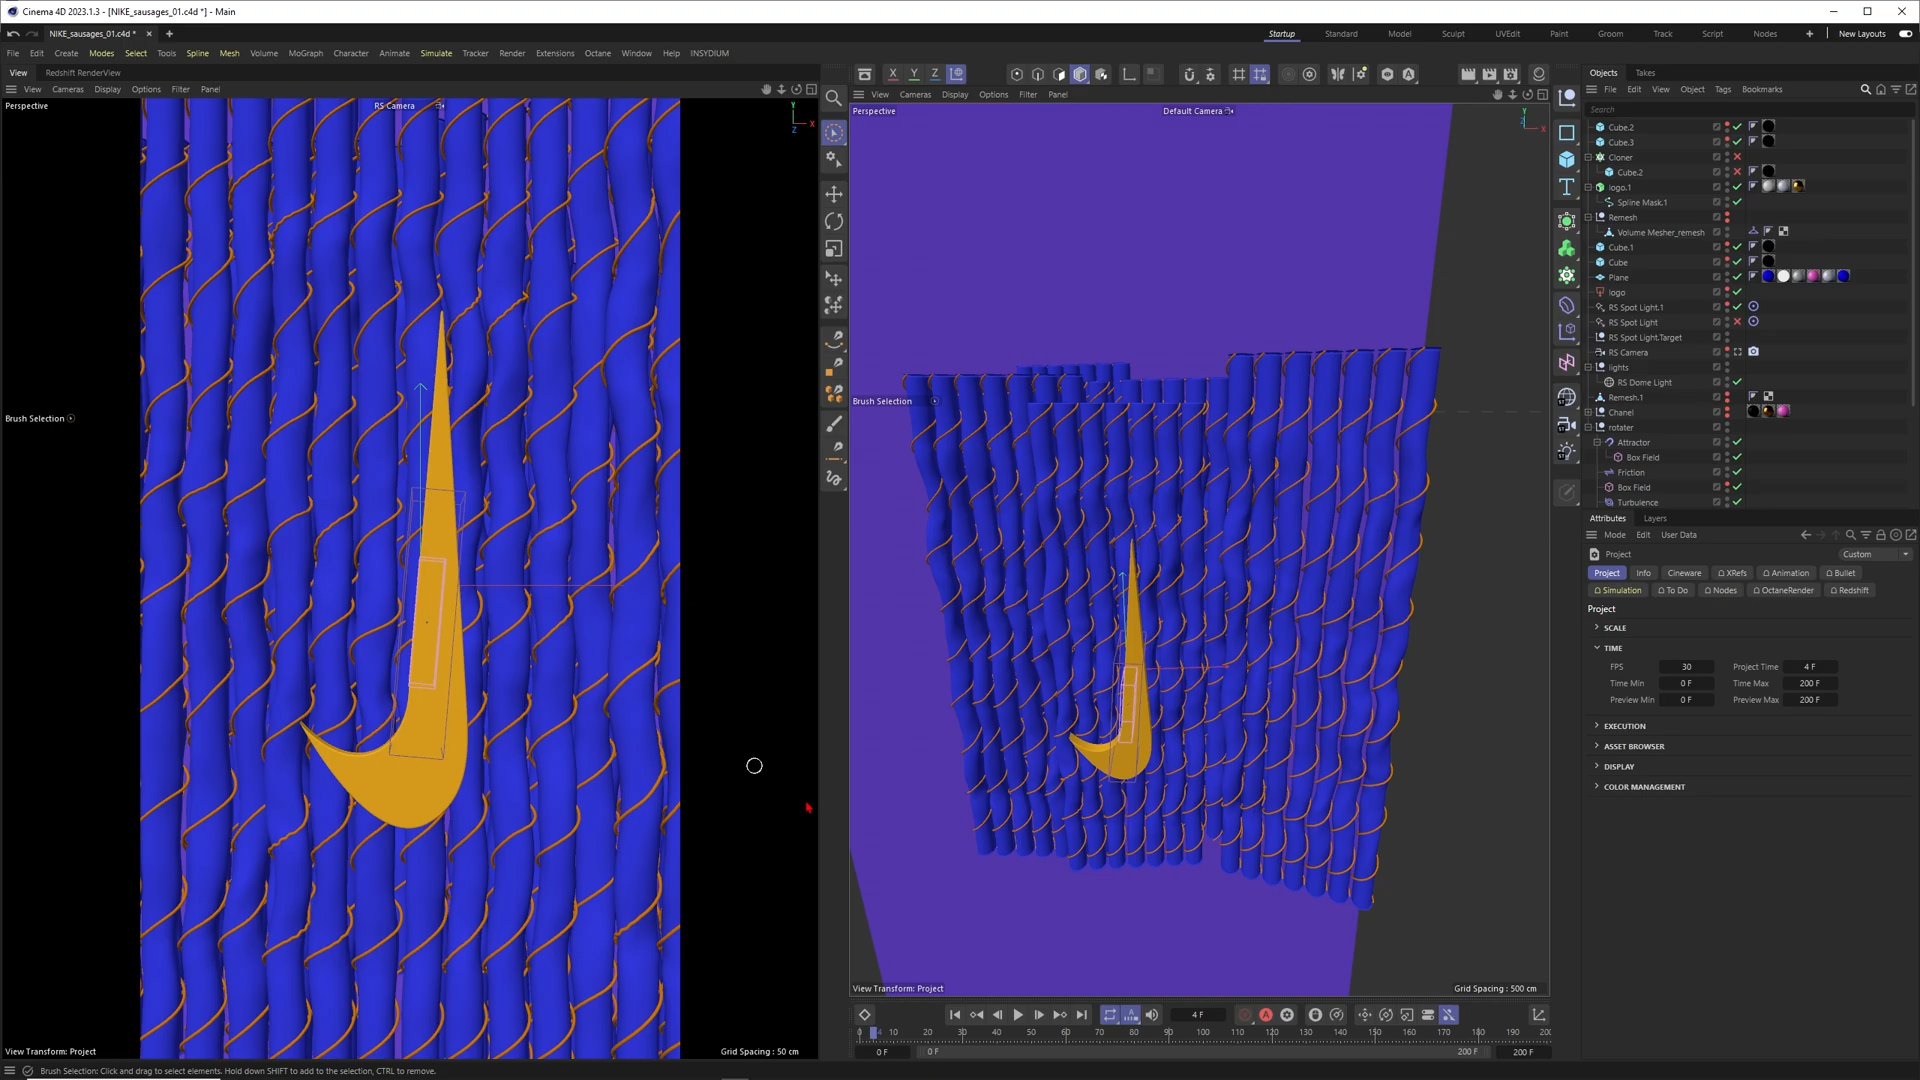 Cinema 4D 2023.1.3 - [NIKE_sausages_01.c4d *] - Main
NIKE_sausages_01.c4d *
Startup Standard Model Sculpt UVEdit Paint Groom Track Script Nodes New Layouts
File Edit Create Modes Select Tools Spline Mesh Volume MoGraph Character Animate Simulate Tracker Render Extensions Octane Window Help INSYDIUM
View Redshift RenderView
View Cameras Display Options Filter Panel
Perspective RS Camera
Y X Z
Brush Selection
View Transform: Project
Grid Spacing : 50 cm
X Y Z
View Cameras Display Options Filter Panel
Perspective Default Camera
Brush Selection
View Transform: Project
Grid Spacing : 500 cm
4 F
0 4 10 20 30 40 50 60 70 80 90 100 110 120 130 140 150 160 170 180 190 200
0 F 0 F 200 F 200 F
Objects Takes
File Edit View Object Tags Bookmarks
Search
Cube.2
Cube.3
Cloner
Cube.2
logo.1
Spline Mask.1
Remesh
Volume Mesher_remesh
Cube.1
Cube
Plane
logo
RS Spot Light.1
RS Spot Light
RS Spot Light.Target
RS Camera
lights
RS Dome Light
Remesh.1
Chanel
rotater
Attractor
Box Field
Friction
Box Field
Turbulence
Attributes Layers
Mode Edit User Data
Project Custom
Project Info Cineware XRefs Animation Bullet
Simulation To Do Nodes OctaneRender Redshift
Project
SCALE
TIME
FPS 30 Project Time 4 F
Time Min 0 F Time Max 200 F
Preview Min 0 F Preview Max 200 F
EXECUTION
ASSET BROWSER
DISPLAY
COLOR MANAGEMENT
Brush Selection: Click and drag to select elements. Hold down SHIFT to add to the selection, CTRL to remove.